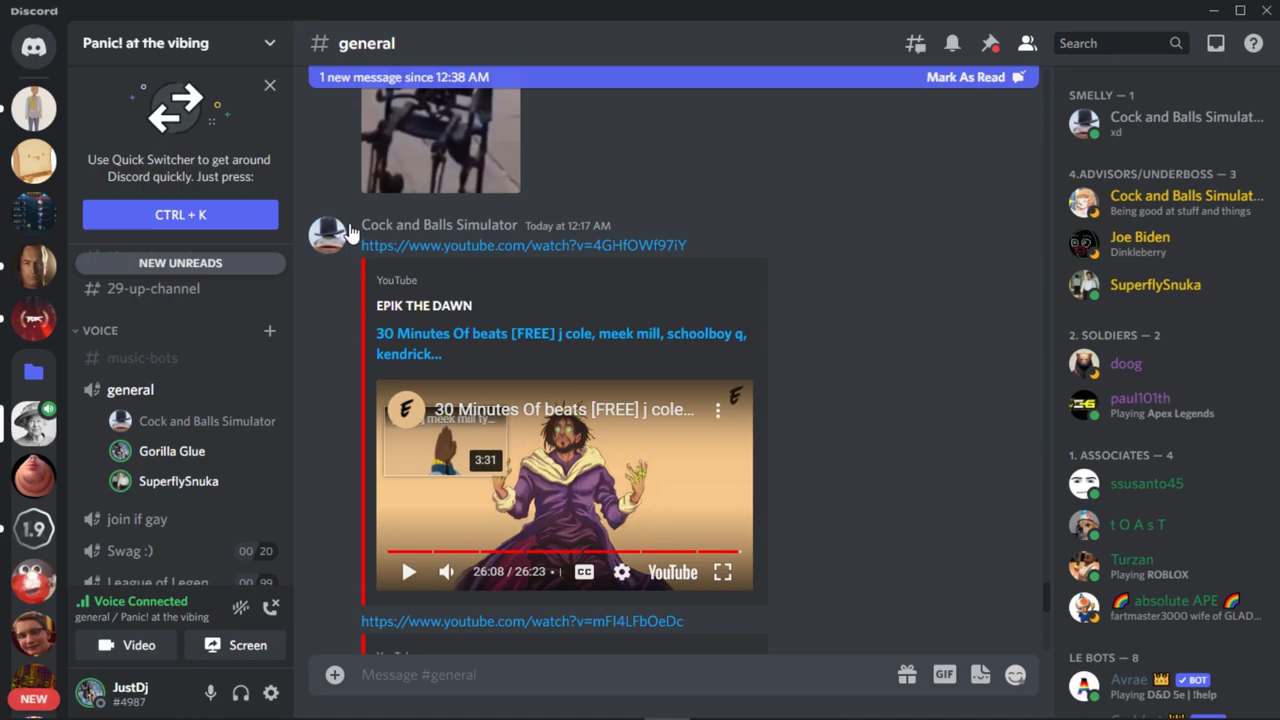 Discord
Panic! at the vibing
Use Quick Switcher to get around
Discord quickly. Just press:
CTRL + K
NEW UNREADS
29-up-channel
VOICE
music-bots
general
Cock and Balls Simulator
Gorilla Glue
SuperflySnuka
join if gay
Swag :)
00 20
League of Legen
00 99
Voice Connected
general / Panic! at the vibing
Video
Screen
JustDj
#4987
NEW
1.9
# general
Search
1 new message since 12:38 AM
Mark As Read
Cock and Balls Simulator Today at 12:17 AM
https://www.youtube.com/watch?v=4GHfOWf97iY
YouTube
EPIK THE DAWN
30 Minutes Of beats [FREE] j cole, meek mill, schoolboy q,
kendrick...
30 Minutes Of beats [FREE] j cole...
meek mill ty...
3:31
26:08 / 26:23
CC
YouTube
https://www.youtube.com/watch?v=mFI4LFbOeDc
Message #general
GIF
SMELLY — 1
Cock and Balls Simulat...
xd
4.ADVISORS/UNDERBOSS — 3
Cock and Balls Simulat...
Being good at stuff and things
Joe Biden
Dinkleberry
SuperflySnuka
2. SOLDIERS — 2
doog
paul101th
Playing Apex Legends
1. ASSOCIATES — 4
ssusanto45
t O A s T
Turzan
Playing ROBLOX
🌈 absolute APE 🌈
fartmaster3000 wife of GLAD...
LE BOTS — 8
Avrae 👑 ✓ BOT
Playing D&D 5e | !help